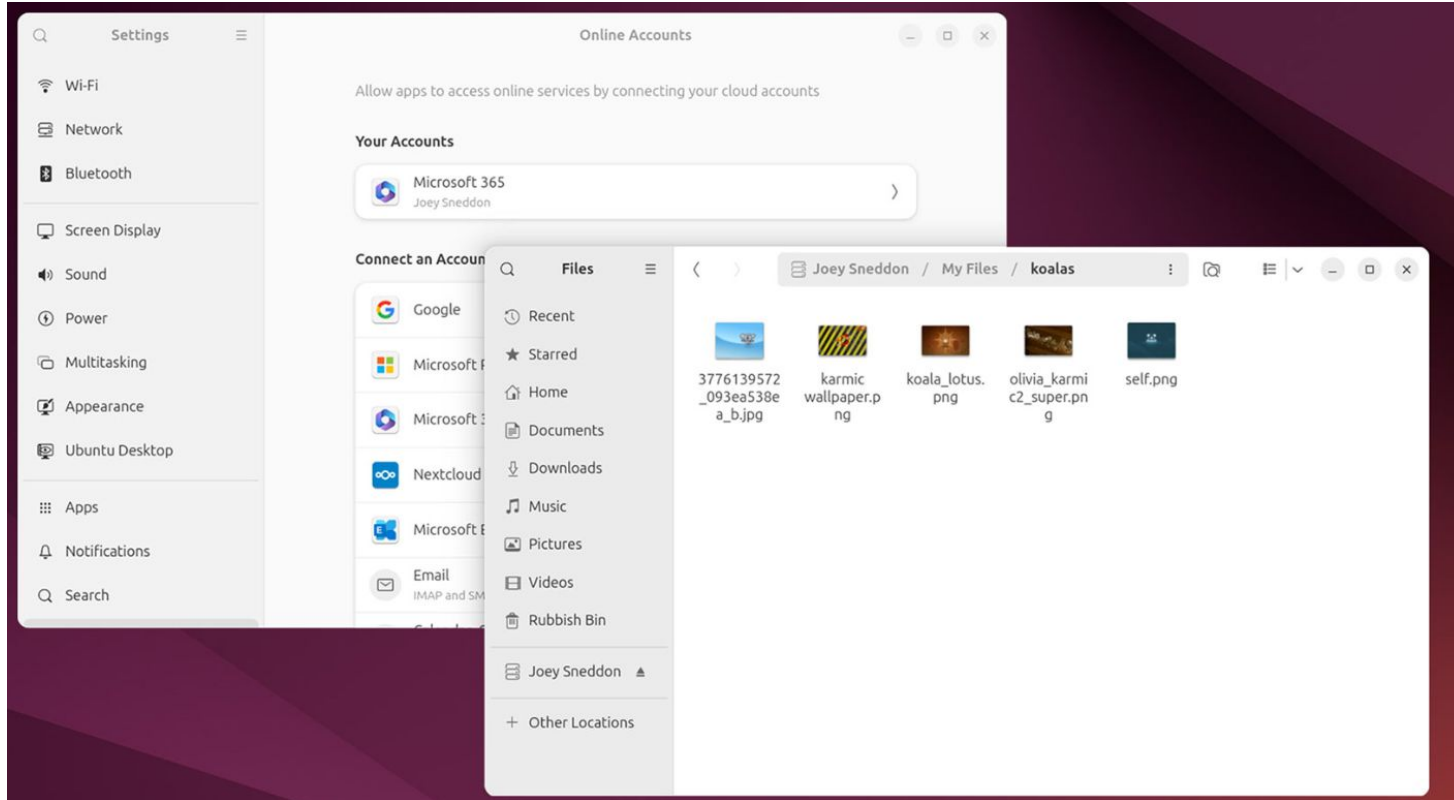 Settings
Online Accounts
Wi-Fi
Network
Bluetooth
Screen Display
Sound
Power
Multitasking
Appearance
Ubuntu Desktop
Apps
Notifications
Search
Allow apps to access online services by connecting your cloud accounts
Your Accounts
Microsoft 365
Joey Sneddon
Connect an Accoun
Google
Microsoft
Microsoft
Nextcloud
Microsoft
Email
IMAP and SM
Files
Joey Sneddon / My Files / koalas
Recent
Starred
Home
Documents
Downloads
Music
Pictures
Videos
Rubbish Bin
Joey Sneddon
Other Locations
3776139572
_093ea538e
a_b.jpg
karmic
wallpaper.p
ng
koala_lotus.
png
olivia_karmi
c2_super.pn
g
self.png